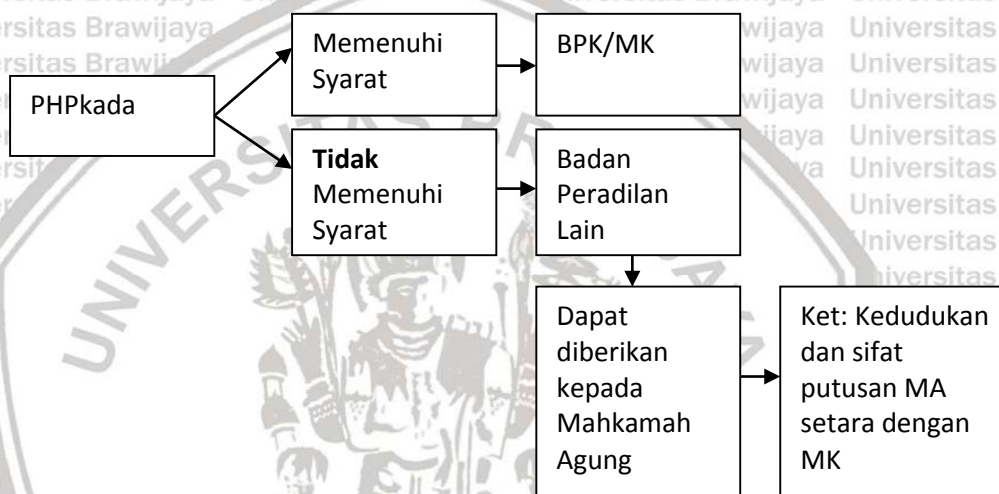 PHPkada
Memenuhi
Syarat
BPK/MK
Tidak
Memenuhi
Syarat
Badan
Peradilan
Lain
Dapat
diberikan
kepada
Mahkamah
Agung
Ket: Kedudukan
dan sifat
putusan MA
setara dengan
MK